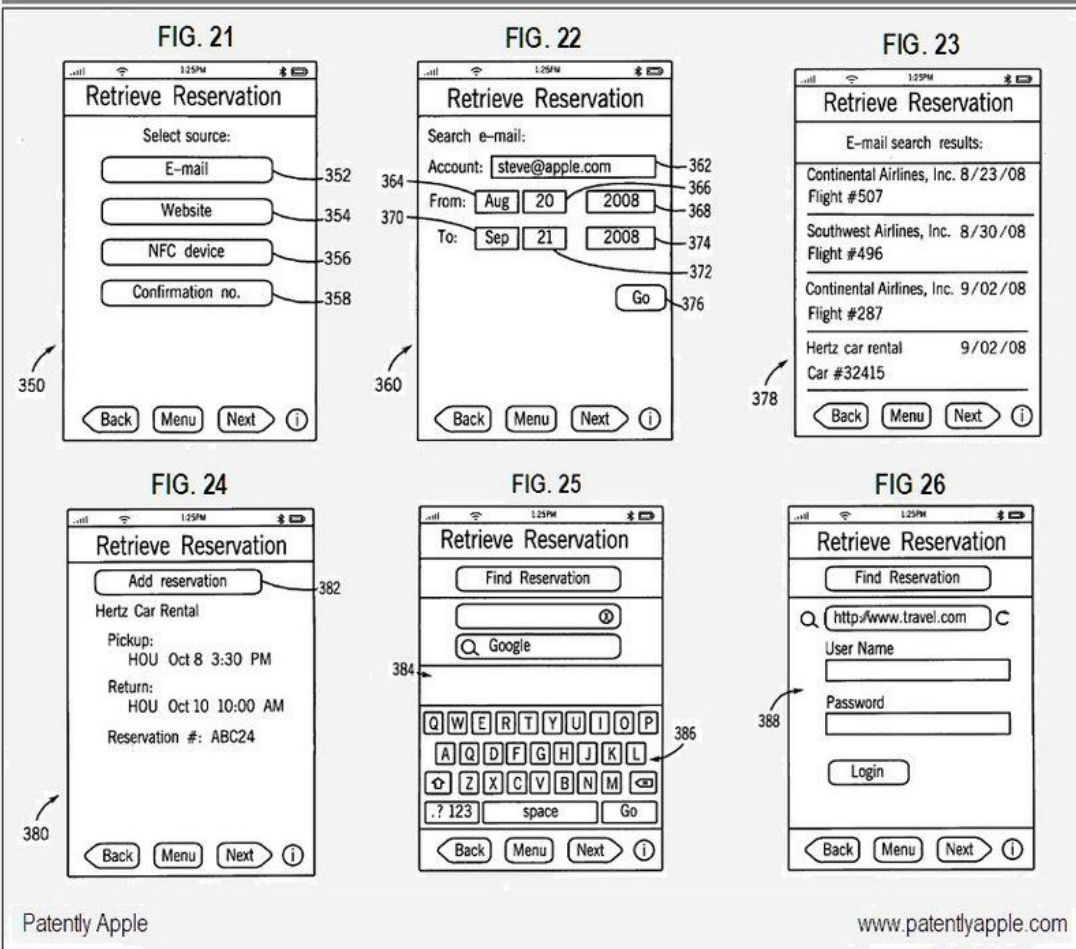 FIG. 21
1:25PM
Retrieve Reservation
Select source:
E-mail
352
Website
354
NFC device
356
Confirmation no.
358
350
Back Menu Next i
FIG. 22
1:25PM
Retrieve Reservation
Search e-mail:
Account: steve@apple.com
362
364
366
From: Aug 20 2008
368
370
To: Sep 21 2008
374
372
Go
376
360
Back Menu Next i
FIG. 23
1:25PM
Retrieve Reservation
E-mail search results:
Continental Airlines, Inc. 8/23/08
Flight #507
Southwest Airlines, Inc. 8/30/08
Flight #496
Continental Airlines, Inc. 9/02/08
Flight #287
Hertz car rental 9/02/08
Car #32415
378
Back Menu Next i
FIG. 24
1:25PM
Retrieve Reservation
Add reservation
382
Hertz Car Rental
Pickup:
HOU Oct 8 3:30 PM
Return:
HOU Oct 10 10:00 AM
Reservation #: ABC24
380
Back Menu Next i
FIG. 25
1:25PM
Retrieve Reservation
Find Reservation
X
Google
384
Q W E R T Y U I O P
386
A Q D F G H J K L
Z X C V B N M
.? 123 space Go
Back Menu Next i
FIG 26
1:25PM
Retrieve Reservation
Find Reservation
http://www.travel.com
User Name
388
Password
Login
Back Menu Next i
Patently Apple
www.patentlyapple.com